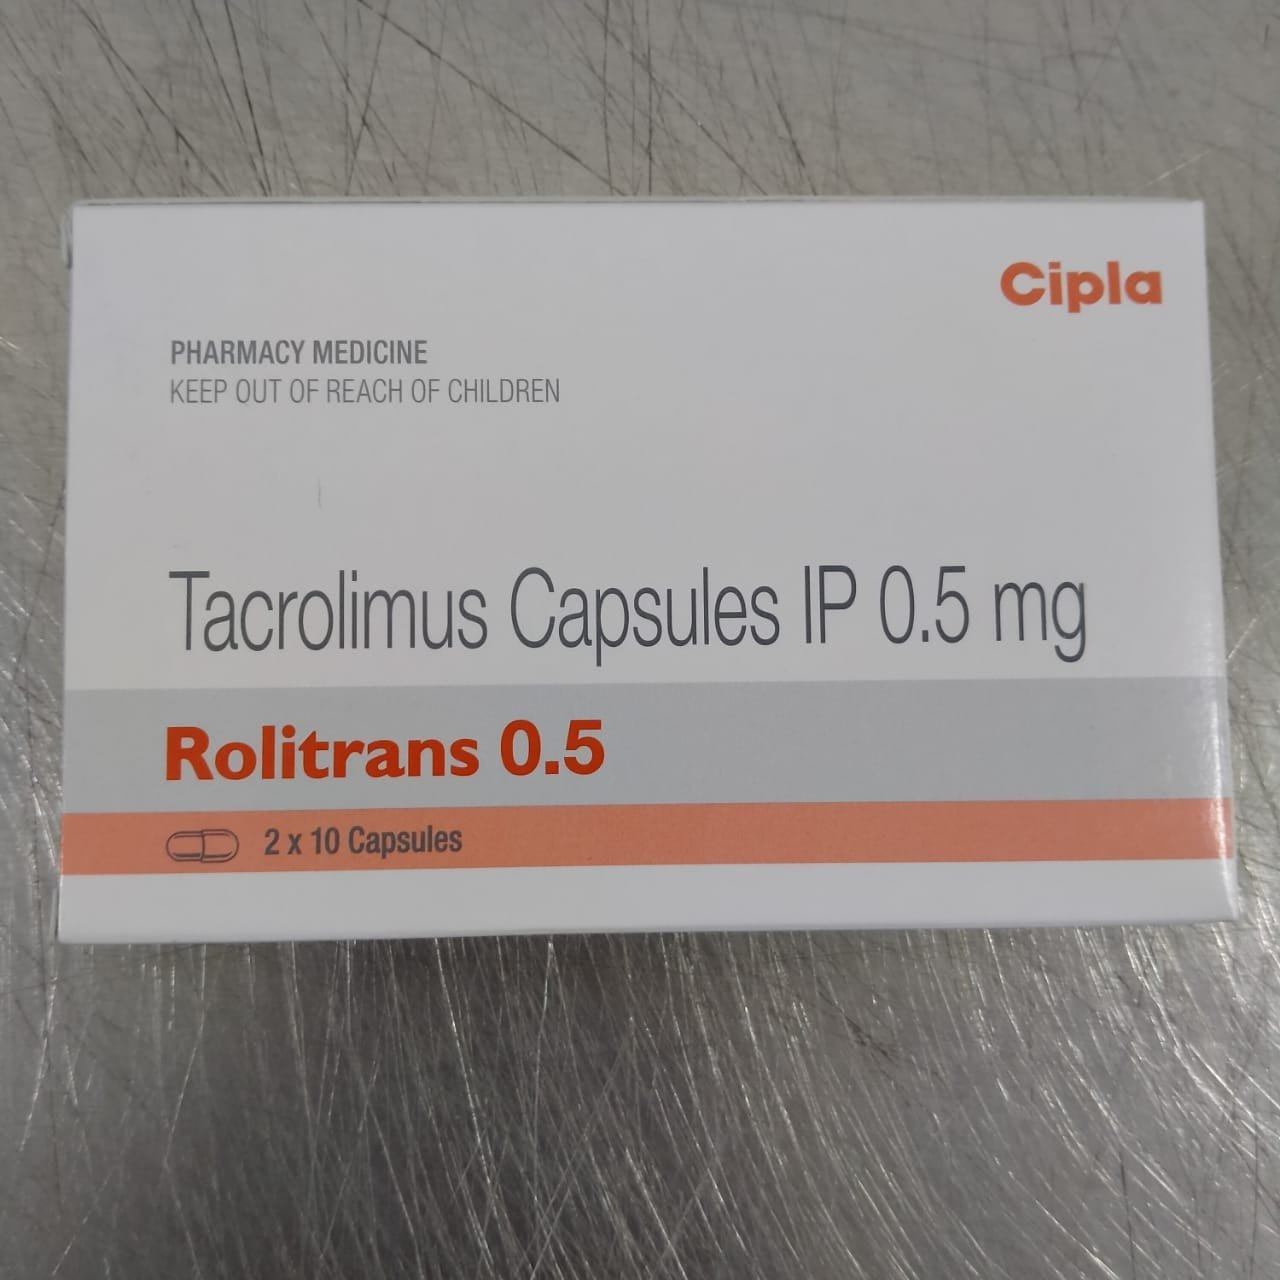 Cipla
PHARMACY MEDICINE
KEEP OUT OF REACH OF CHILDREN
Tacrolimus Capsules IP 0.5 mg
Rolitrans 0.5
2 x 10 Capsules